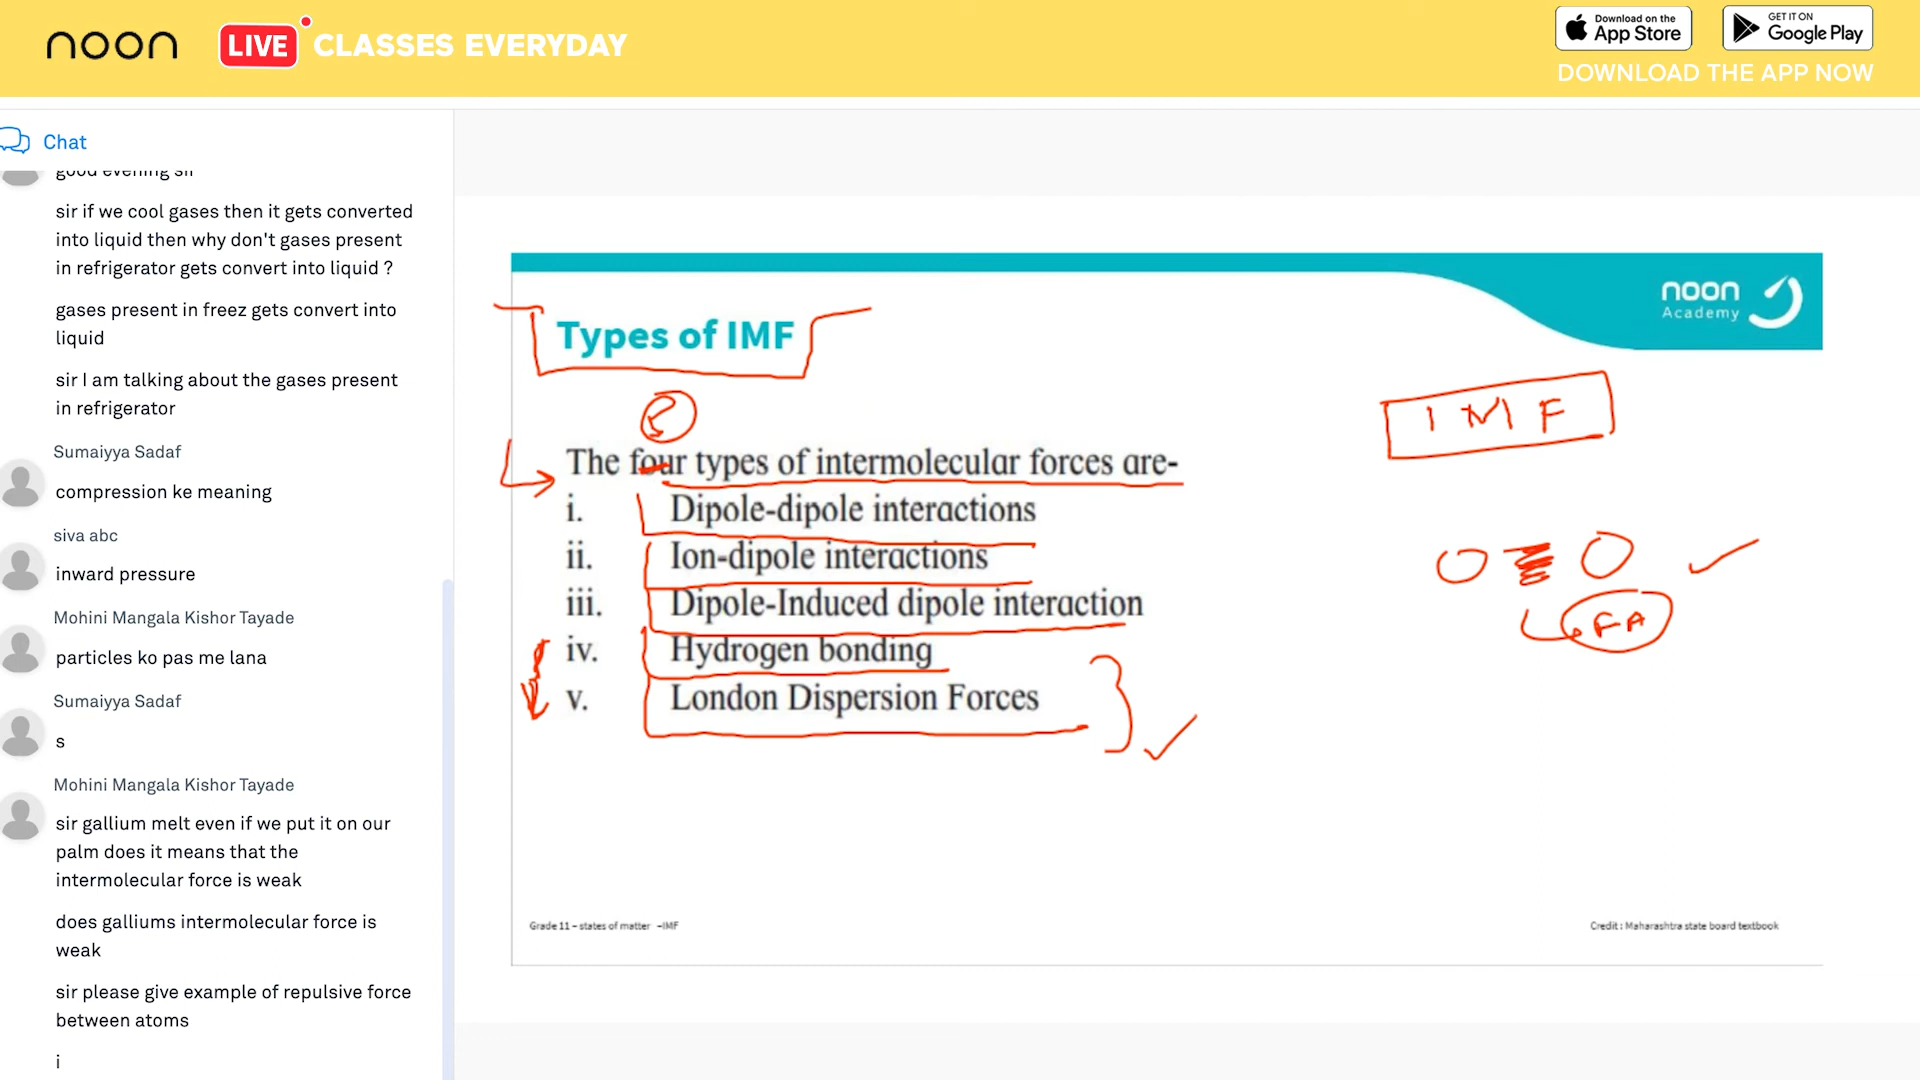 noon LIVE CLASSES EVERYDAY
Download on the App Store
GET IT ON Google Play
DOWNLOAD THE APP NOW
Chat
good evening sir
sir if we cool gases then it gets converted
into liquid then why don't gases present
in refrigerator gets convert into liquid ?
gases present in freez gets convert into
liquid
sir I am talking about the gases present
in refrigerator
Sumaiyya Sadaf
compression ke meaning
siva abc
inward pressure
Mohini Mangala Kishor Tayade
particles ko pas me lana
Sumaiyya Sadaf
s
Mohini Mangala Kishor Tayade
sir gallium melt even if we put it on our
palm does it means that the
intermolecular force is weak
does galliums intermolecular force is
weak
sir please give example of repulsive force
between atoms
i
noon
Academy
Types of IMF
5
IMF
The four types of intermolecular forces are-
i. Dipole-dipole interactions
ii. Ion-dipole interactions
iii. Dipole-Induced dipole interaction
iv. Hydrogen bonding
v. London Dispersion Forces
FA
Grade 11 – states of matter –IMF
Credit : Maharashtra state board textbook